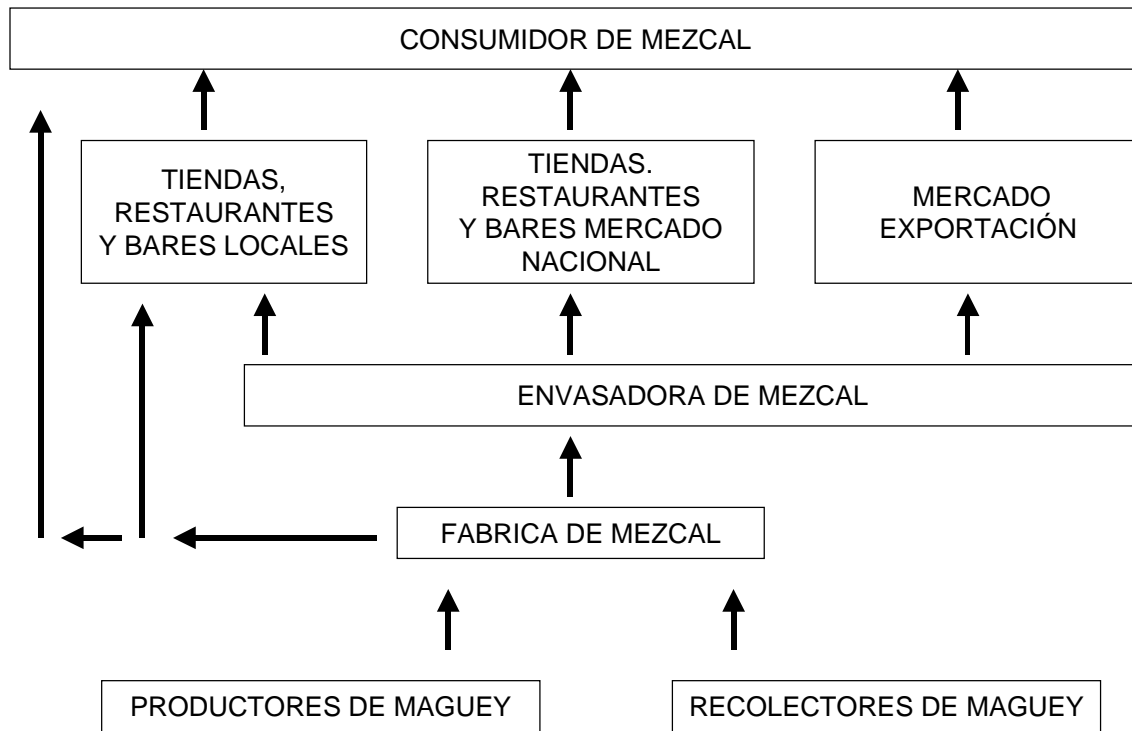 CONSUMIDOR DE MEZCAL
TIENDAS,
RESTAURANTES
Y BARES LOCALES
TIENDAS.
RESTAURANTES
Y BARES MERCADO
NACIONAL
MERCADO
EXPORTACIÓN
ENVASADORA DE MEZCAL
FABRICA DE MEZCAL
PRODUCTORES DE MAGUEY
RECOLECTORES DE MAGUEY